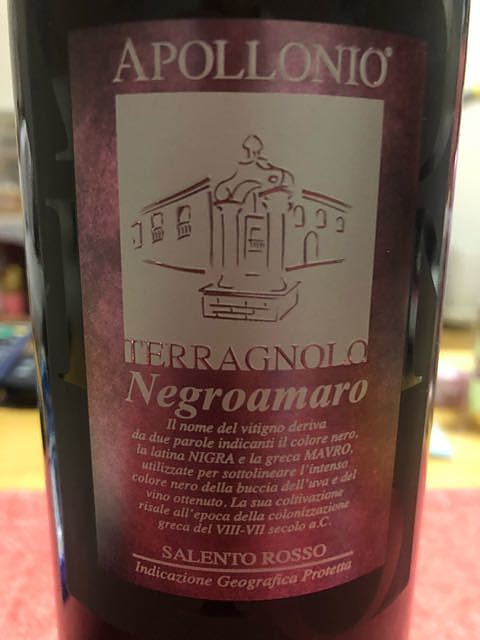 APOLLONIO®
TERRAGNOLO
Negroamaro
Il nome del vitigno deriva
da due parole indicanti il colore nero,
la latina NIGRA e la greca MAVRO,
utilizzate per sottolineare l'intenso
colore nero della buccia dell'uva e del
vino ottenuto. La sua coltivazione
risale all'epoca della colonizzazione
greca del VIII-VII secolo a.C.
SALENTO ROSSO
Indicazione Geografica Protetta